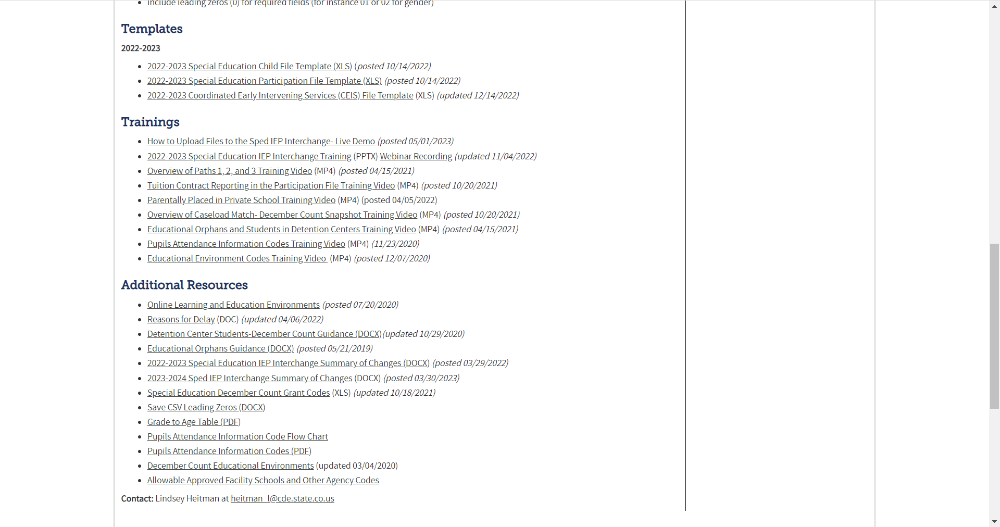 • Include leading zeros (0) for required fields (for instance 01 or 02 for gender)
Templates
2022-2023
• 2022-2023 Special Education Child File Template (XLS) (posted 10/14/2022)
• 2022-2023 Special Education Participation File Template (XLS) (posted 10/14/2022)
• 2022-2023 Coordinated Early Intervening Services (CEIS) File Template (XLS) (updated 12/14/2022)
Trainings
• How to Upload Files to the Sped IEP Interchange- Live Demo (posted 05/01/2023)
• 2022-2023 Special Education IEP Interchange Training (PPTX) Webinar Recording (updated 11/04/2022)
• Overview of Paths 1, 2, and 3 Training Video (MP4) (posted 04/15/2021)
• Tuition Contract Reporting in the Participation File Training Video (MP4) (posted 10/20/2021)
• Parentally Placed in Private School Training Video (MP4) (posted 04/05/2022)
• Overview of Caseload Match- December Count Snapshot Training Video (MP4) (posted 10/20/2021)
• Educational Orphans and Students in Detention Centers Training Video (MP4) (posted 04/15/2021)
• Pupils Attendance Information Codes Training Video (MP4) (11/23/2020)
• Educational Environment Codes Training Video (MP4) (posted 12/07/2020)
Additional Resources
• Online Learning and Education Environments (posted 07/20/2020)
• Reasons for Delay (DOC) (updated 04/06/2022)
• Detention Center Students-December Count Guidance (DOCX)(updated 10/29/2020)
• Educational Orphans Guidance (DOCX) (posted 05/21/2019)
• 2022-2023 Special Education IEP Interchange Summary of Changes (DOCX) (posted 03/29/2022)
• 2023-2024 Sped IEP Interchange Summary of Changes (DOCX) (posted 03/30/2023)
• Special Education December Count Grant Codes (XLS) (updated 10/18/2021)
• Save CSV Leading Zeros (DOCX)
• Grade to Age Table (PDF)
• Pupils Attendance Information Code Flow Chart
• Pupils Attendance Information Codes (PDF)
• December Count Educational Environments (updated 03/04/2020)
• Allowable Approved Facility Schools and Other Agency Codes
Contact: Lindsey Heitman at heitman_l@cde.state.co.us